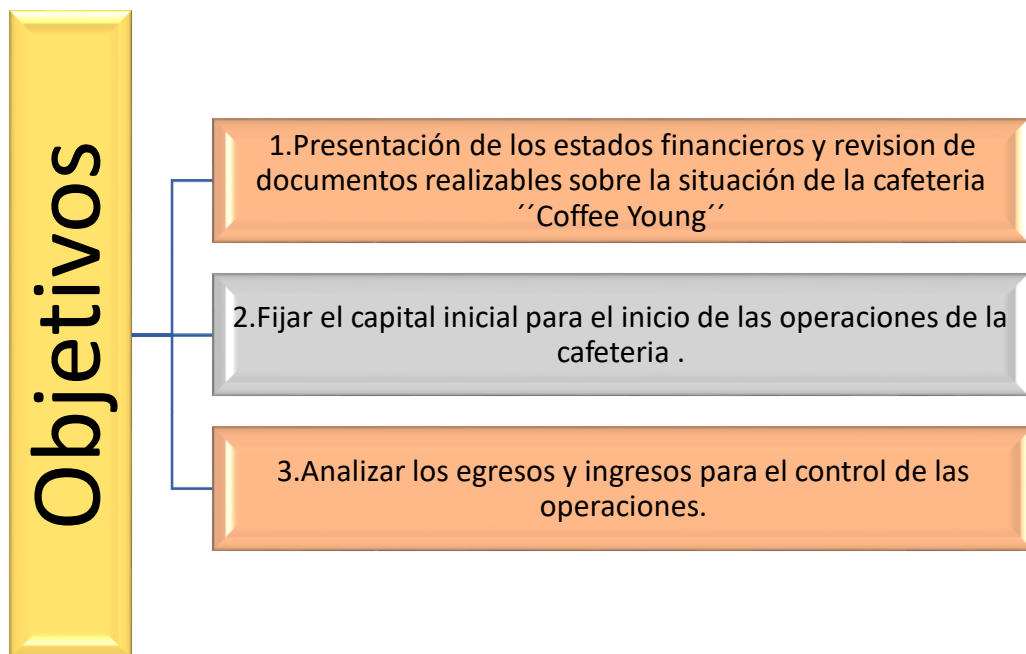 Objetivos
1.Presentación de los estados financieros y revision de
documentos realizables sobre la situación de la cafeteria
´´Coffee Young´´
2.Fijar el capital inicial para el inicio de las operaciones de la
cafeteria .
3.Analizar los egresos y ingresos para el control de las
operaciones.